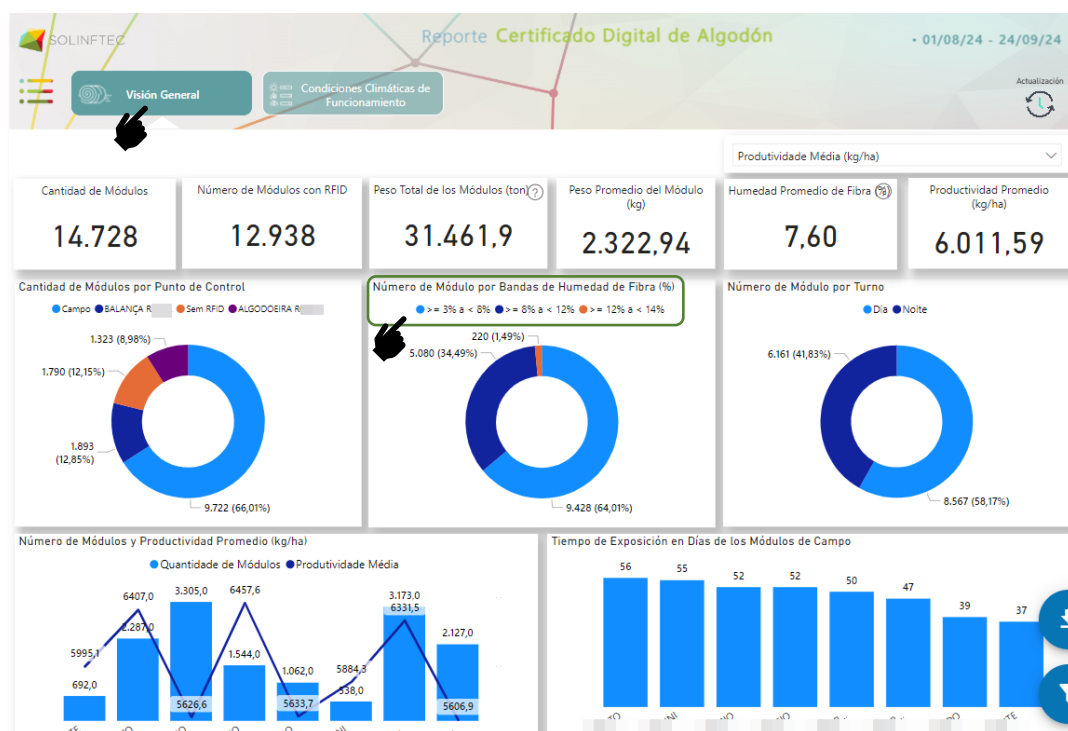 SOLINFTEC
Reporte Certificado Digital de Algodón
• 01/08/24 - 24/09/24
Visión General
Condiciones Climáticas de
Funcionamiento
Actualización
Produtividade Média (kg/ha)
Cantidad de Módulos
14.728
Número de Módulos con RFID
12.938
Peso Total de los Módulos (ton)
?
31.461,9
Peso Promedio del Módulo
(kg)
2.322,94
Humedad Promedio de Fibra (%)
7,60
Productividad Promedio
(kg/ha)
6.011,59
Cantidad de Módulos por Punto de Control
Campo BALANÇA R Sem RFID ALGODOEIRA R
1.323 (8,98%)
1.790 (12,15%)
1.893
(12,85%)
9.722 (66,01%)
Número de Módulo por Bandas de Humedad de Fibra (%)
>= 3% a < 8% >= 8% a < 12% >= 12% a < 14%
220 (1,49%)
5.080 (34,49%)
9.428 (64,01%)
Número de Módulo por Turno
Dia Noite
6.161 (41,83%)
8.567 (58,17%)
Número de Módulos y Productividad Promedio (kg/ha)
Quantidade de Módulos Produtividade Média
5995,1
6407,0
3.305,0
6457,6
3.173,0
6331,5
2.287,0
2.127,0
1.544,0
1.062,0
5884,3
692,0
538,0
5626,6
5633,7
5606,9
Tiempo de Exposición en Días de los Módulos de Campo
56
55
52
52
50
47
39
37